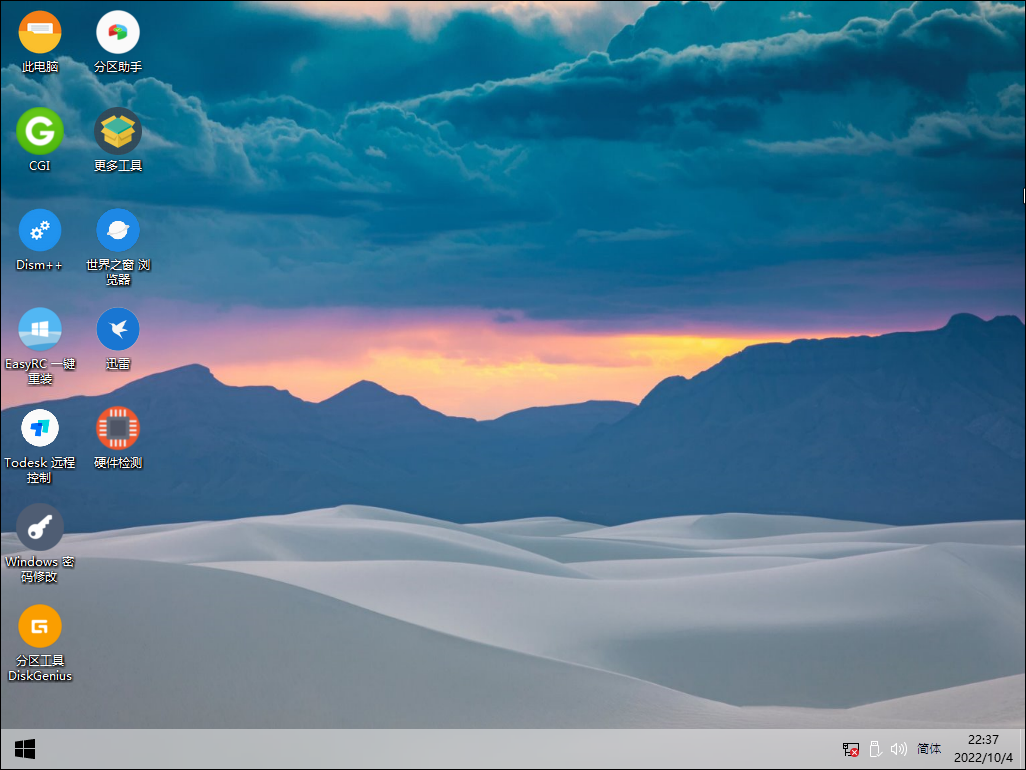 此电脑
分区助手
CGI
更多工具
Dism++
世界之窗 浏
览器
EasyRC 一键
重装
迅雷
Todesk 远程
控制
硬件检测
Windows 密
码修改
分区工具
DiskGenius
简体
22:37
2022/10/4